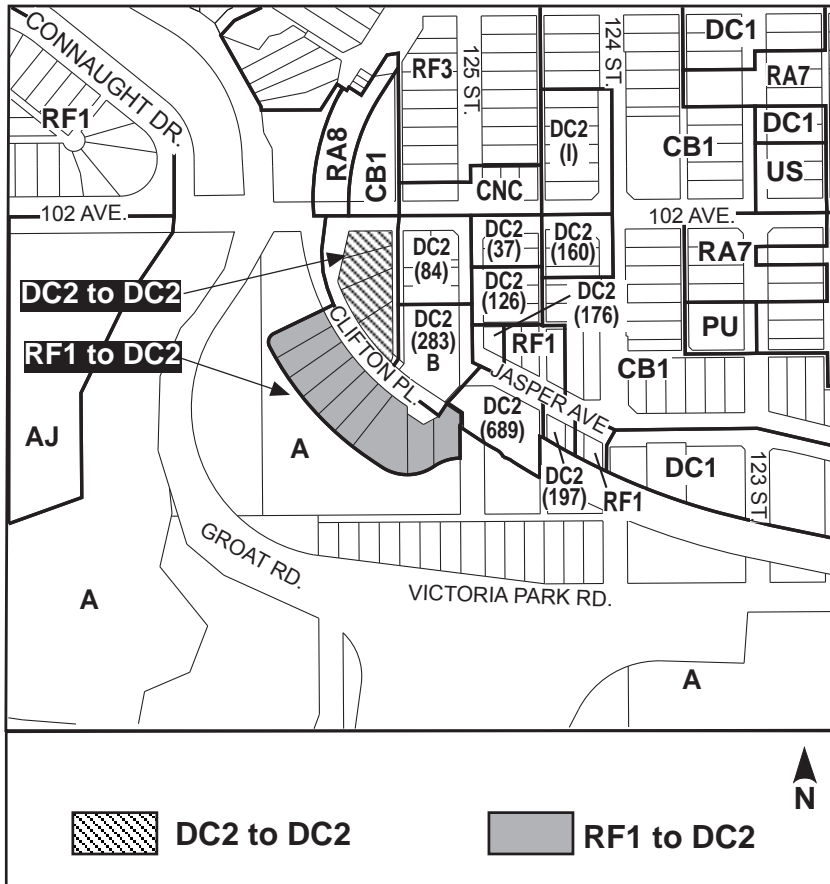 CONNAUGHT DR.
RF1
RA8
CB1
RF3
125 ST.
124 ST.
DC1
RA7
DC2
(I)
CB1
DC1
US
CNC
102 AVE.
102 AVE.
DC2
(84)
DC2
(37)
DC2
(160)
RA7
DC2 to DC2
DC2
(126)
DC2
(176)
RF1 to DC2
CLIFTON PL.
DC2
(283)
B
RF1
PU
CB1
JASPER AVE.
AJ
A
DC2
(689)
DC2
(197)
RF1
DC1
123 ST.
GROAT RD.
A
VICTORIA PARK RD.
A
N
DC2 to DC2
RF1 to DC2